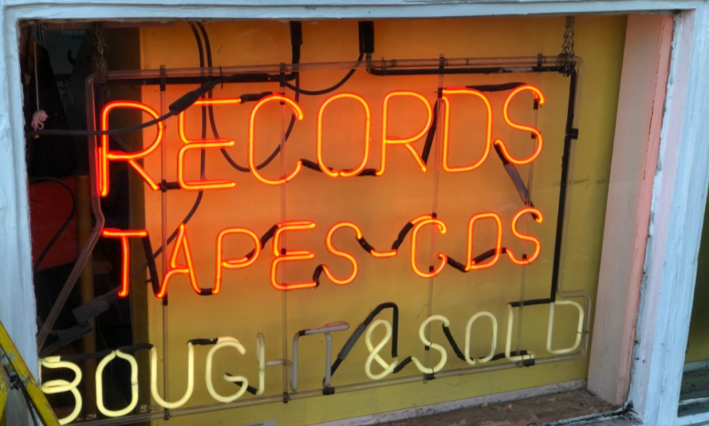 RECORDS
TAPES-CDS
BOUGHT & SOLD